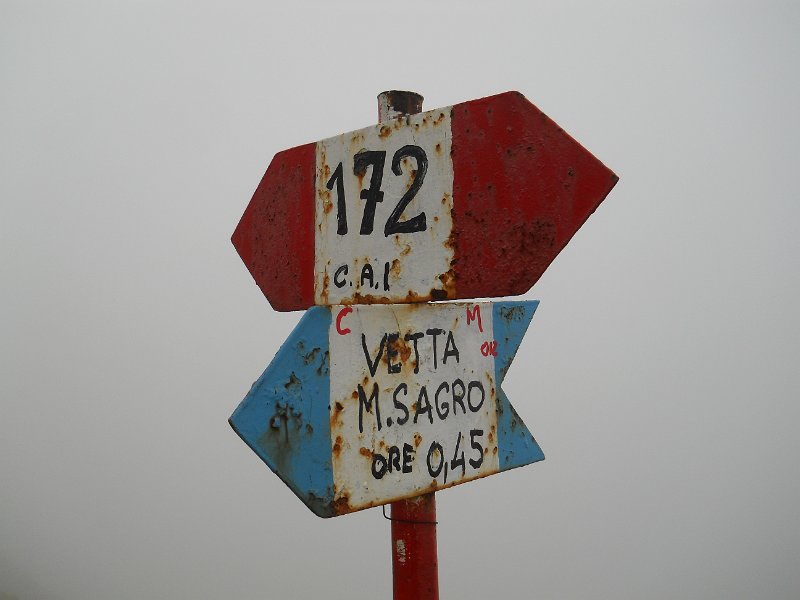 172
C.A.I
C M
OR
VETTA
M.SAGRO
ORE 0,45